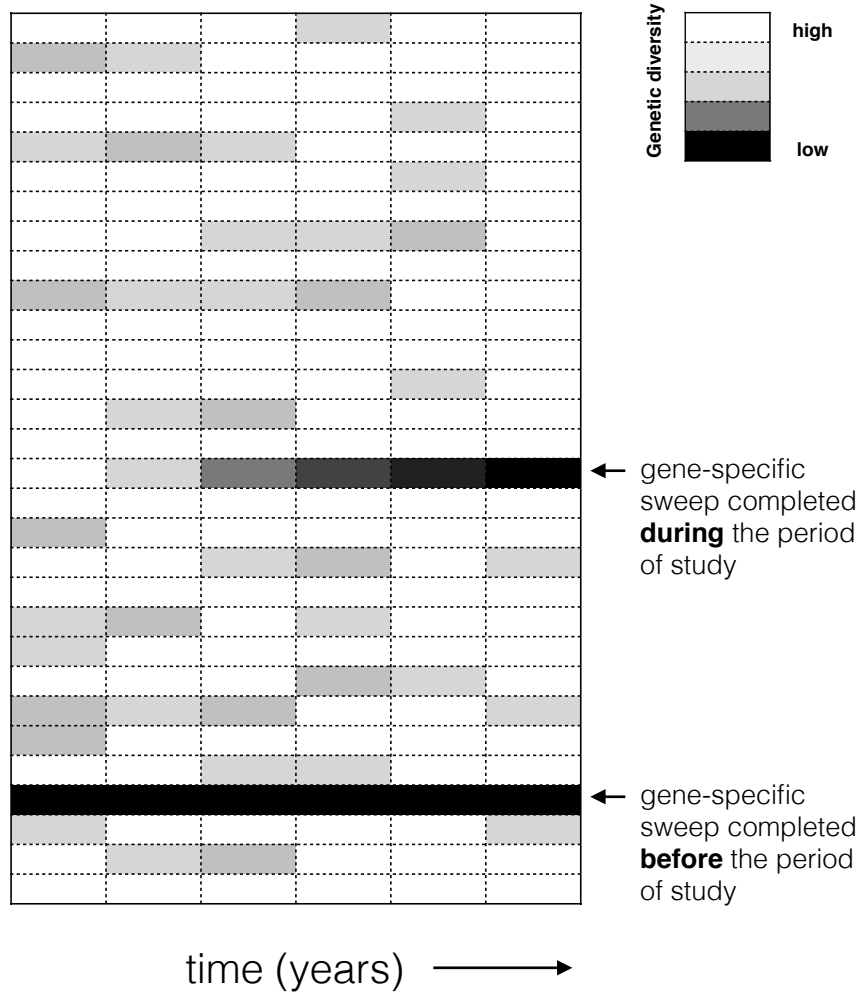 Genetic diversity
high
low
gene-specific
sweep completed
during the period
of study
gene-specific
sweep completed
before the period
of study
time (years)